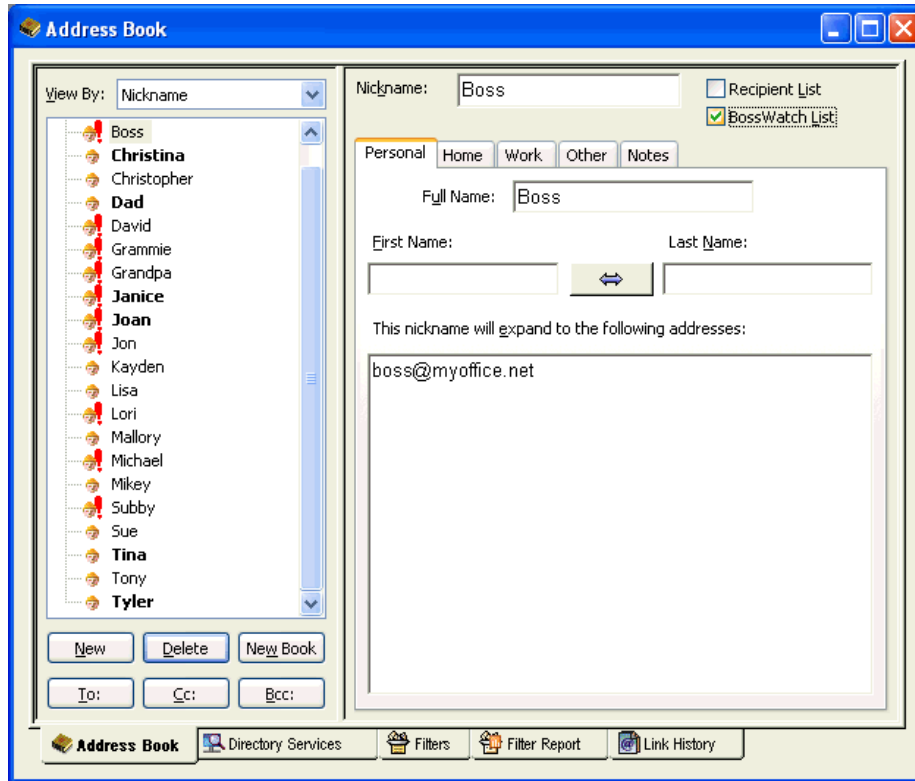 Address Book
View By: Nickname
Boss
Christina
Christopher
Dad
David
Grammie
Grandpa
Janice
Joan
Jon
Kayden
Lisa
Lori
Mallory
Michael
Mikey
Subby
Sue
Tina
Tony
Tyler
New Delete New Book
To: Cc: Bcc:
Nickname: Boss
Recipient List
BossWatch List
Personal Home Work Other Notes
Full Name: Boss
First Name: Last Name:
This nickname will expand to the following addresses:
boss@myoffice.net
Address Book Directory Services Filters Filter Report Link History